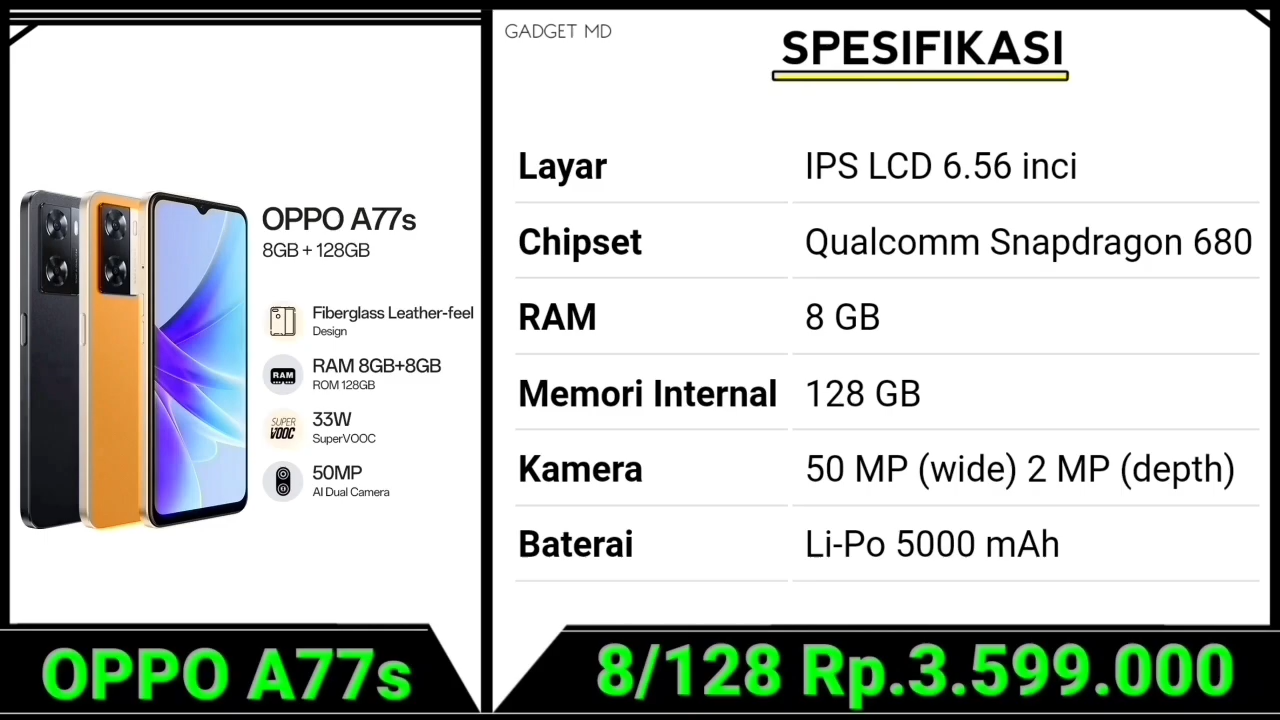 GADGET MD
SPESIFIKASI
OPPO A77s
8GB + 128GB
Fiberglass Leather-feel
Design
RAM
RAM 8GB+8GB
ROM 128GB
SUPER
VOOC
33W
SuperVOOC
50MP
AI Dual Camera
Layar IPS LCD 6.56 inci
Chipset Qualcomm Snapdragon 680
RAM 8 GB
Memori Internal 128 GB
Kamera 50 MP (wide) 2 MP (depth)
Baterai Li-Po 5000 mAh
OPPO A77s
8/128 Rp.3.599.000